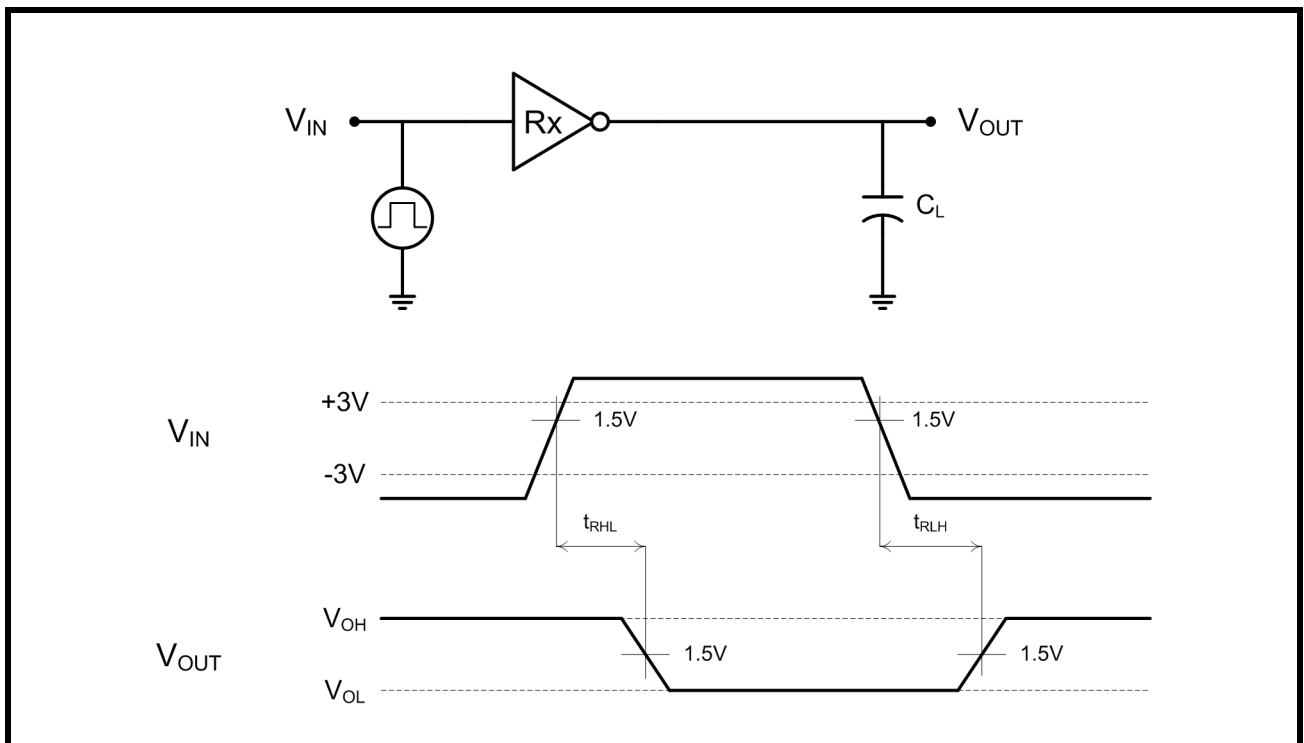 V_IN Rx V_OUT
C_L
+3V
1.5V 1.5V
V_IN
-3V
t_RHL t_RLH
V_OH
1.5V 1.5V
V_OUT
V_OL